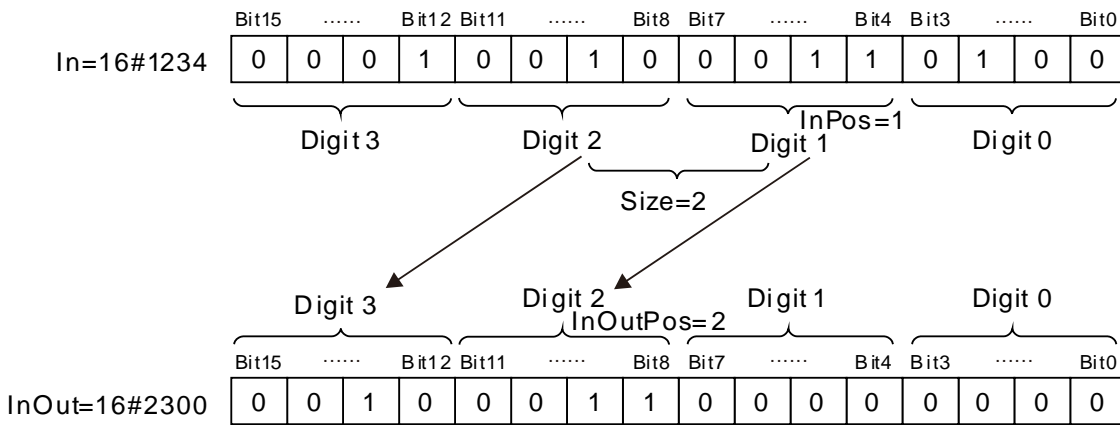 Bit15 ...... Bit12 Bit11 ...... Bit8 Bit7 ...... Bit4 Bit3 ...... Bit0
In=16#1234 0 0 0 1 0 0 1 0 0 0 1 1 0 1 0 0
InPos=1
Digit 3 Digit 2 Digit 1 Digit 0
Size=2
Digit 3 Digit 2 Digit 1 Digit 0
InOutPos=2
Bit15 ...... Bit12 Bit11 ...... Bit8 Bit7 ...... Bit4 Bit3 ...... Bit0
InOut=16#2300 0 0 1 0 0 0 1 1 0 0 0 0 0 0 0 0